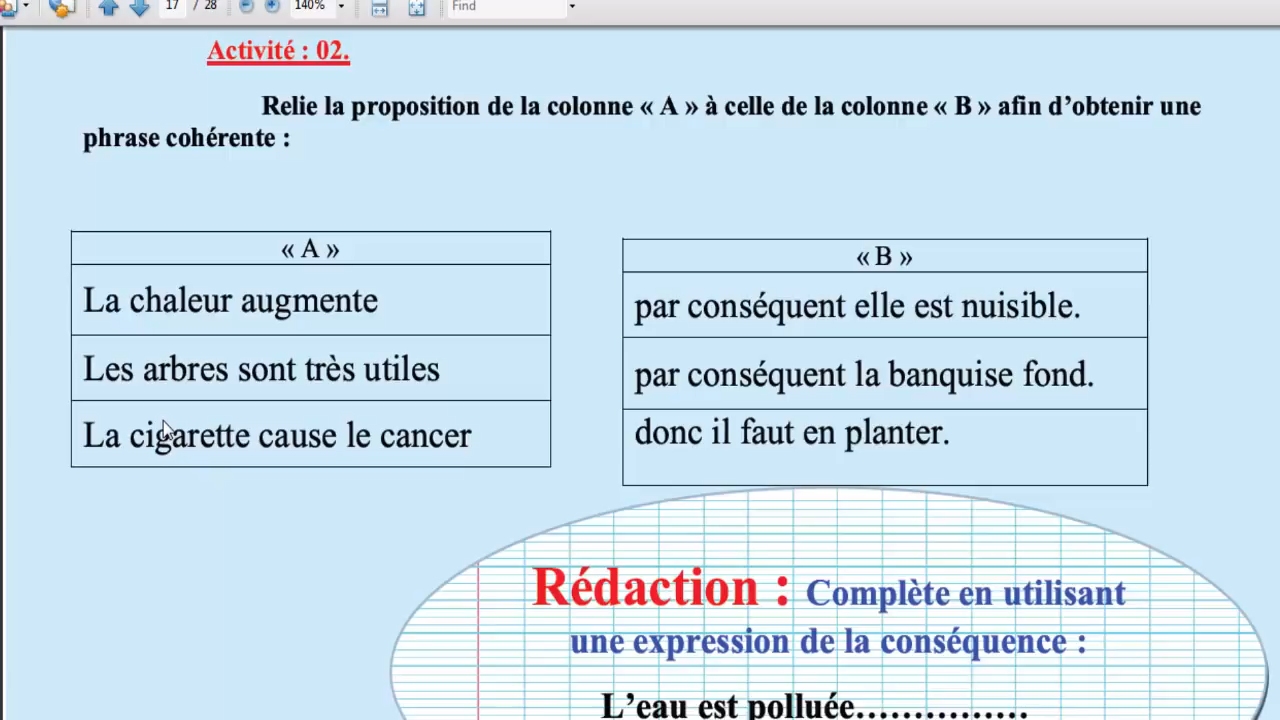 17 / 28 140% Find
Activité : 02.
Relie la proposition de la colonne « A » à celle de la colonne « B » afin d’obtenir une
phrase cohérente :
« A »
La chaleur augmente
Les arbres sont très utiles
La cigarette cause le cancer
« B »
par conséquent elle est nuisible.
par conséquent la banquise fond.
donc il faut en planter.
Rédaction : Complète en utilisant
une expression de la conséquence :
L’eau est polluée...............